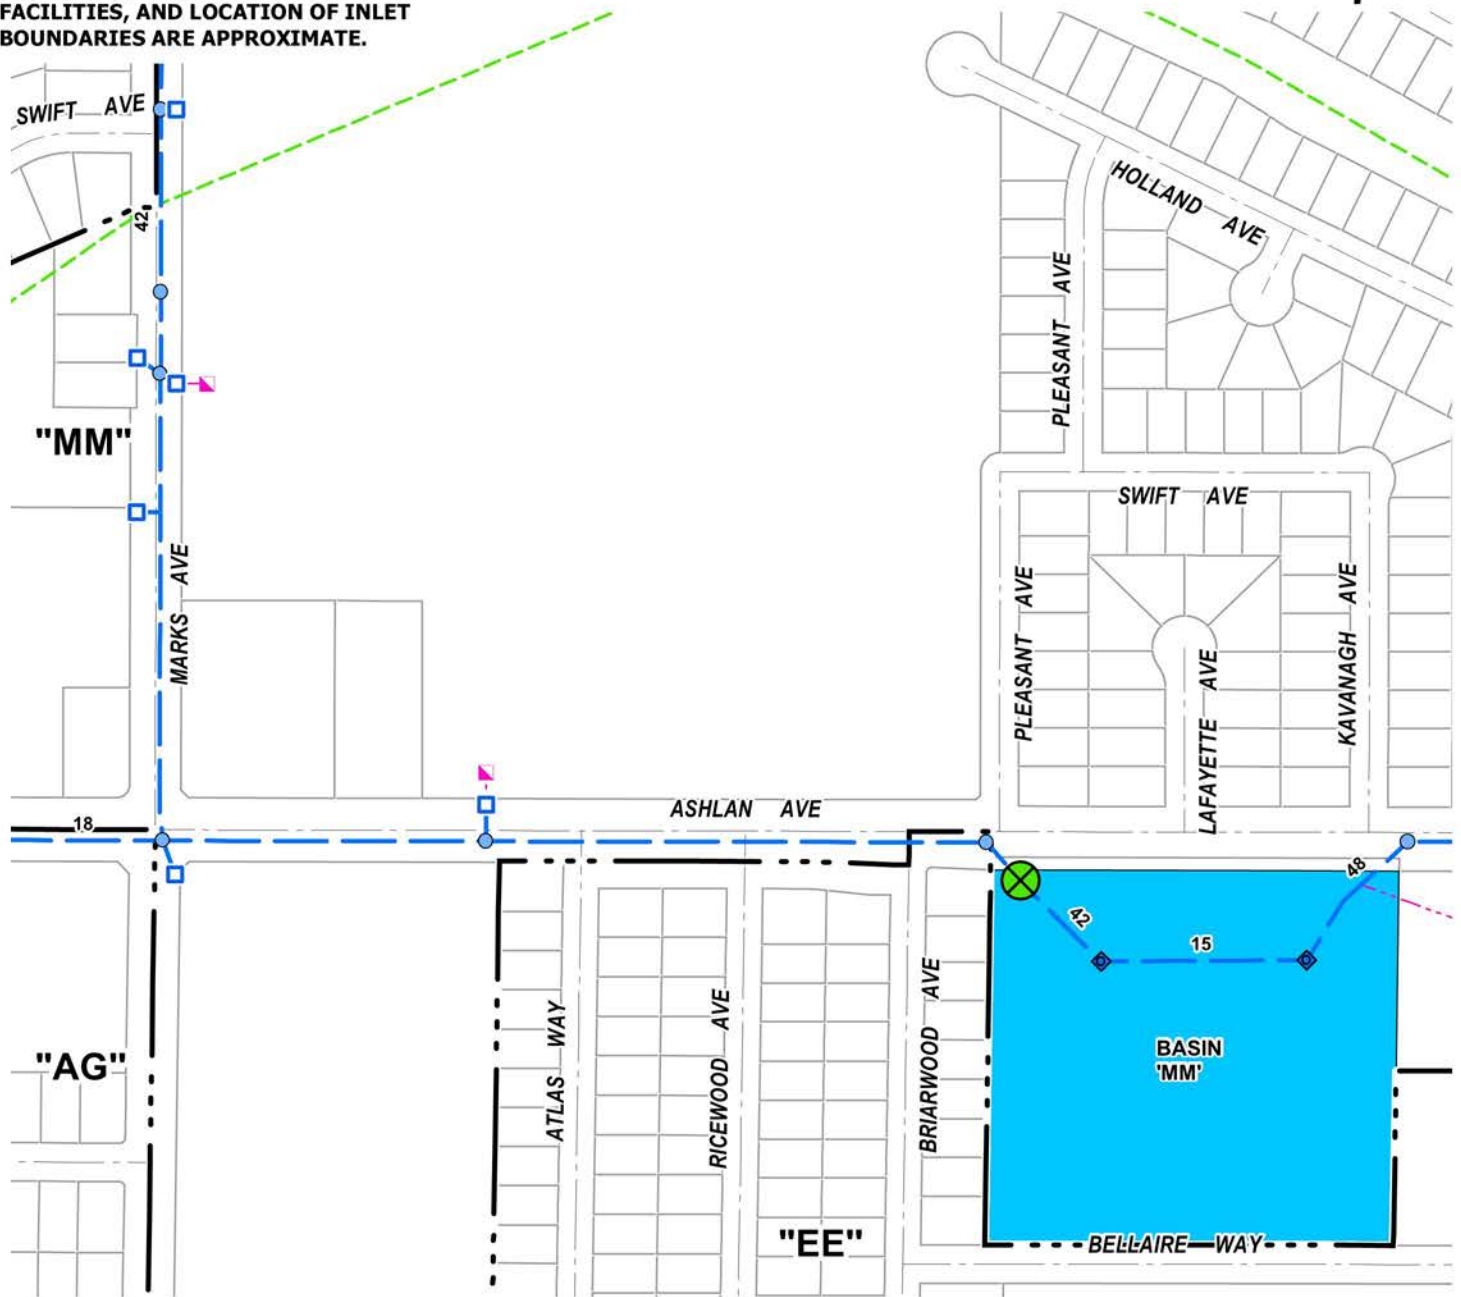 FACILITIES, AND LOCATION OF INLET
BOUNDARIES ARE APPROXIMATE.
SWIFT AVE
42
HOLLAND AVE
PLEASANT AVE
"MM"
SWIFT AVE
MARKS AVE
PLEASANT AVE
LAFAYETTE AVE
KAVANAGH AVE
18
ASHLAN AVE
48
42
15
"AG"
ATLAS WAY
RICEWOOD AVE
BRIARWOOD AVE
BASIN
'MM'
"EE"
BELLAIRE WAY